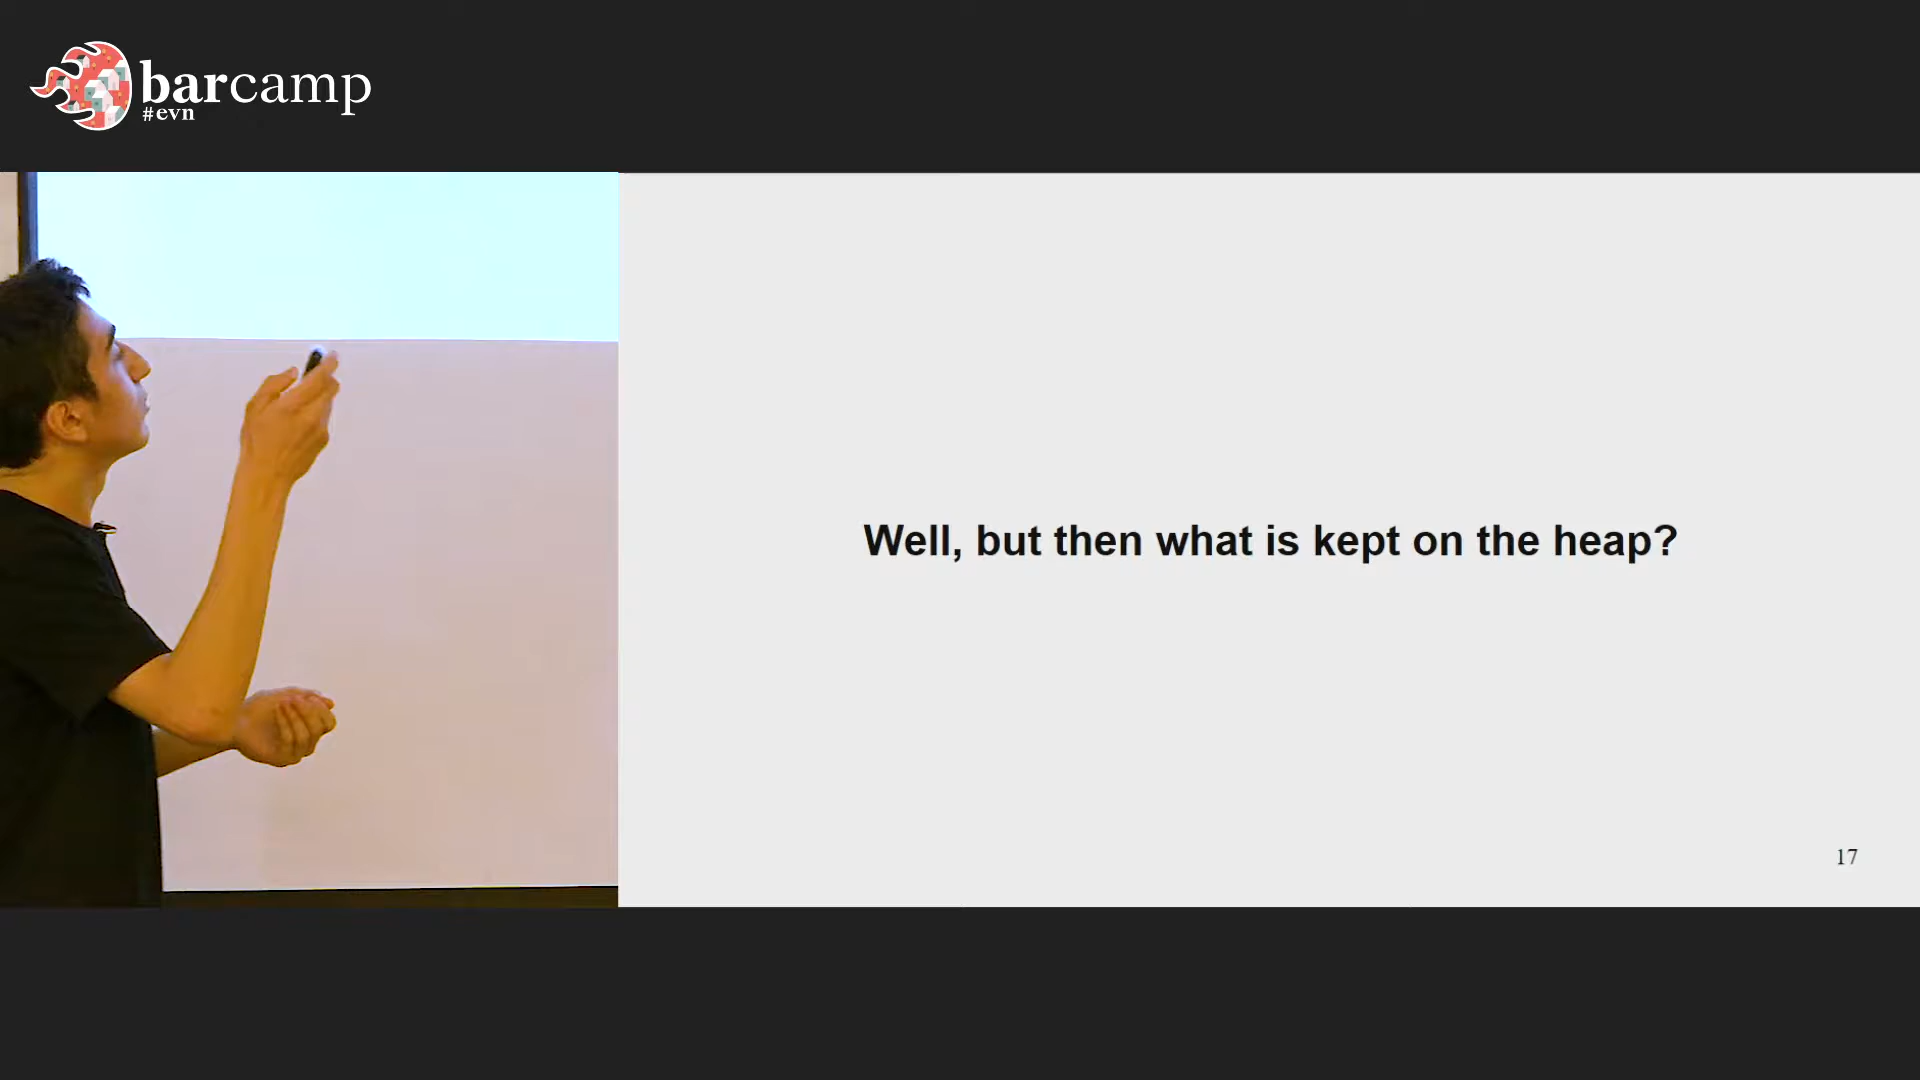 barcamp
#evn
Well, but then what is kept on the heap?
17